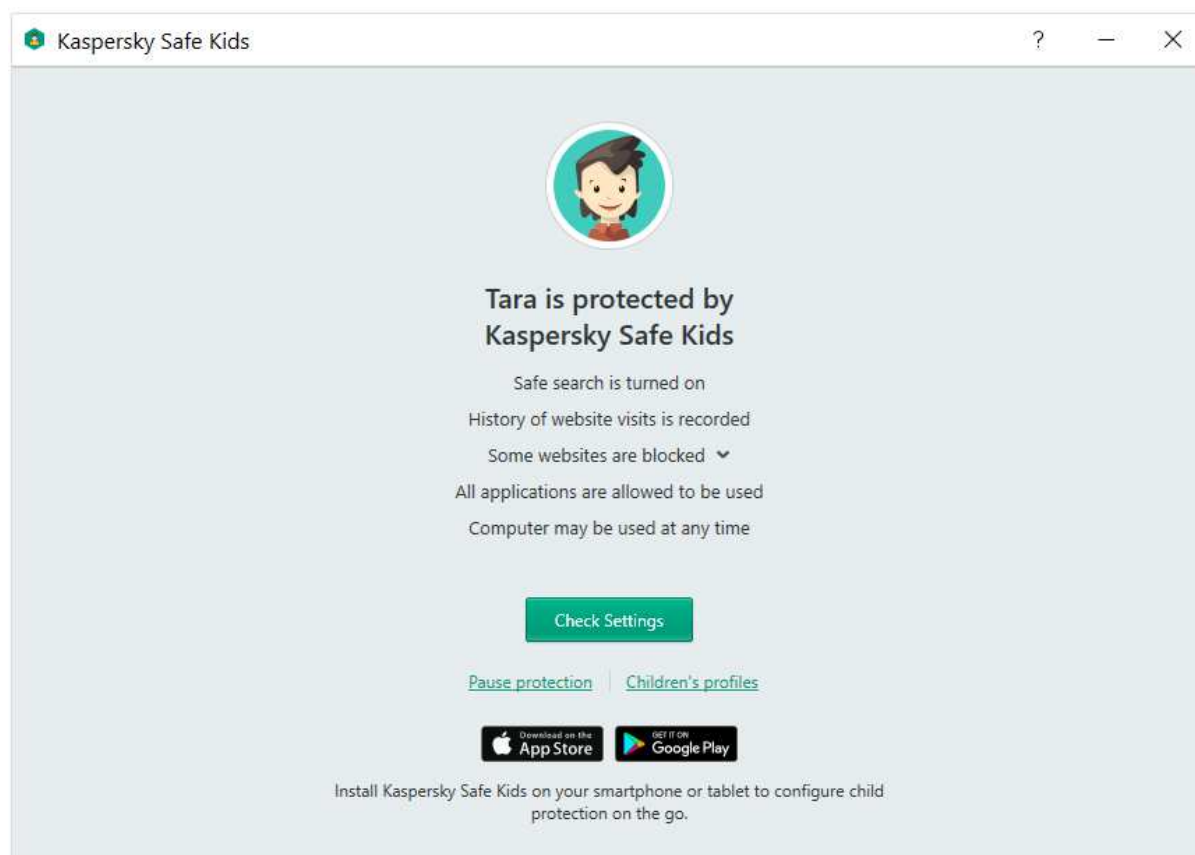 Kaspersky Safe Kids
?
Tara is protected by
Kaspersky Safe Kids
Safe search is turned on
History of website visits is recorded
Some websites are blocked
All applications are allowed to be used
Computer may be used at any time
Check Settings
Pause protection Children's profiles
Download on the
App Store
GET IT ON
Google Play
Install Kaspersky Safe Kids on your smartphone or tablet to configure child
protection on the go.